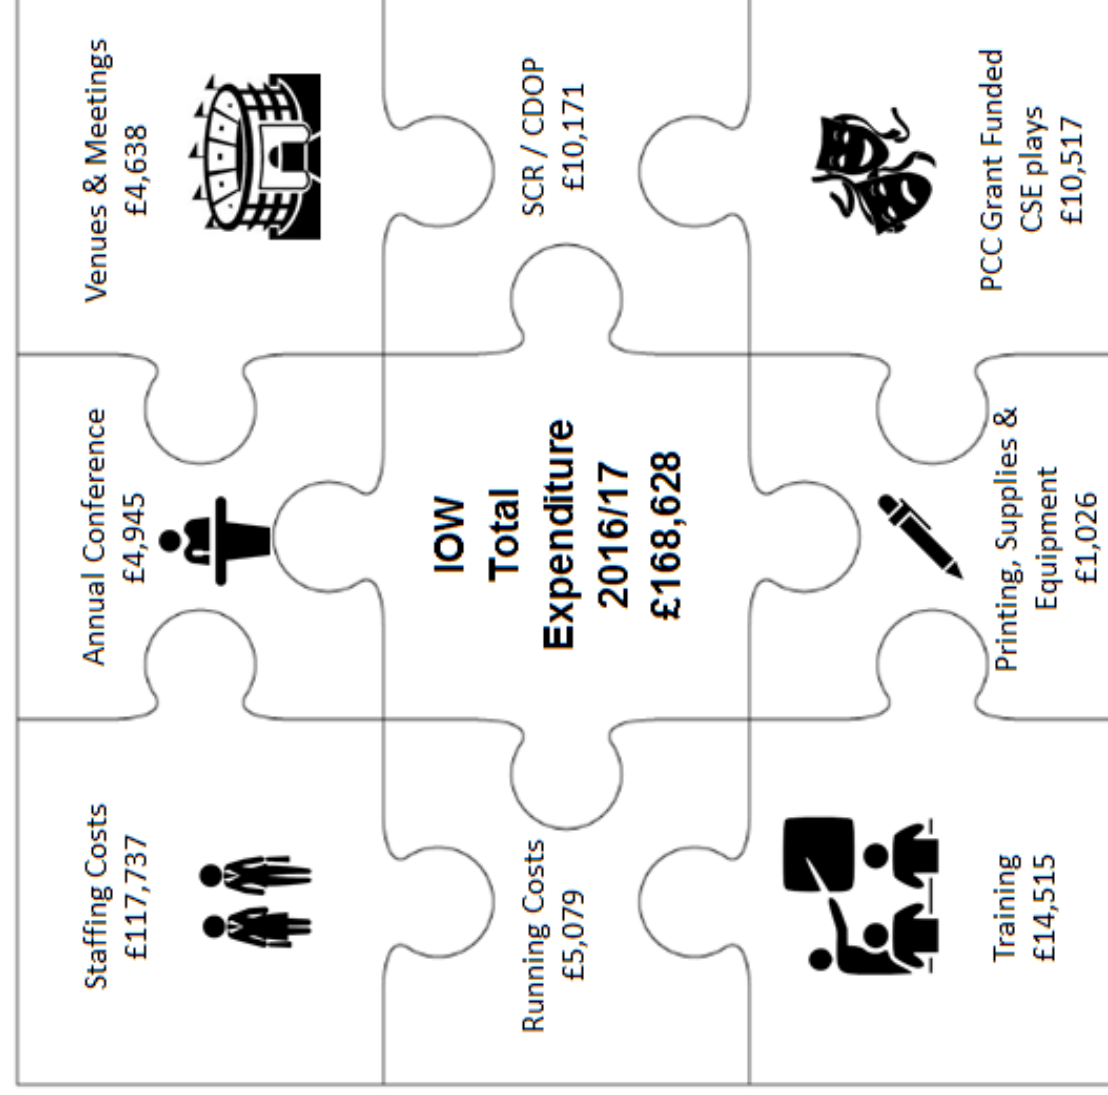 Staffing Costs
£117,737
Annual Conference
£4,945
Venues & Meetings
£4,638
Running Costs
£5,079
IOW
Total
Expenditure
2016/17
£168,628
SCR / CDOP
£10,171
Training
£14,515
Printing, Supplies &
Equipment
£1,026
PCC Grant Funded
CSE plays
£10,517